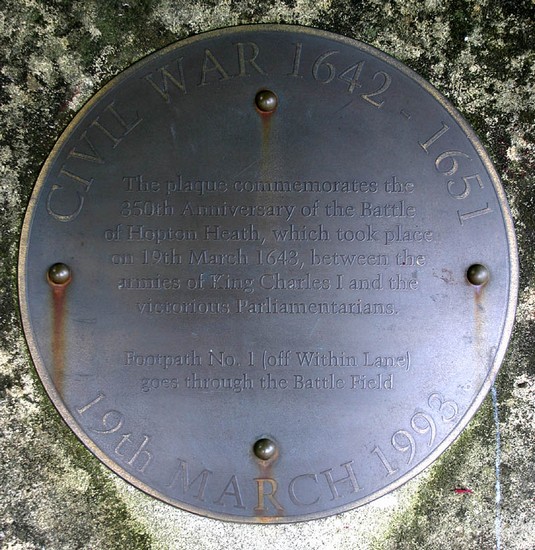 CIVIL WAR 1642 - 1651
The plaque commemorates the
350th Anniversary of the Battle
of Hopton Heath, which took place
on 19th March 1643, between the
armies of King Charles I and the
victorious Parliamentarians.
Footpath No. 1 (off Within Lane)
goes through the Battle Field
19th MARCH 1993